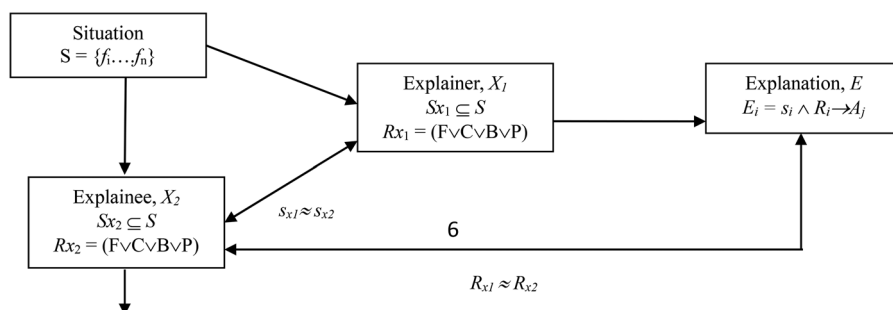 Situation
S = {fi.…fn}
Explainer, X1
Sx1 ⊆ S
Rx1 = (F∨C∨B∨P)
Explanation, E
Ei = si ∧ Ri→Aj
Explainee, X2
Sx2 ⊆ S
Rx2 = (F∨C∨B∨P)
sx1≈sx2
6
Rx1 ≈ Rx2